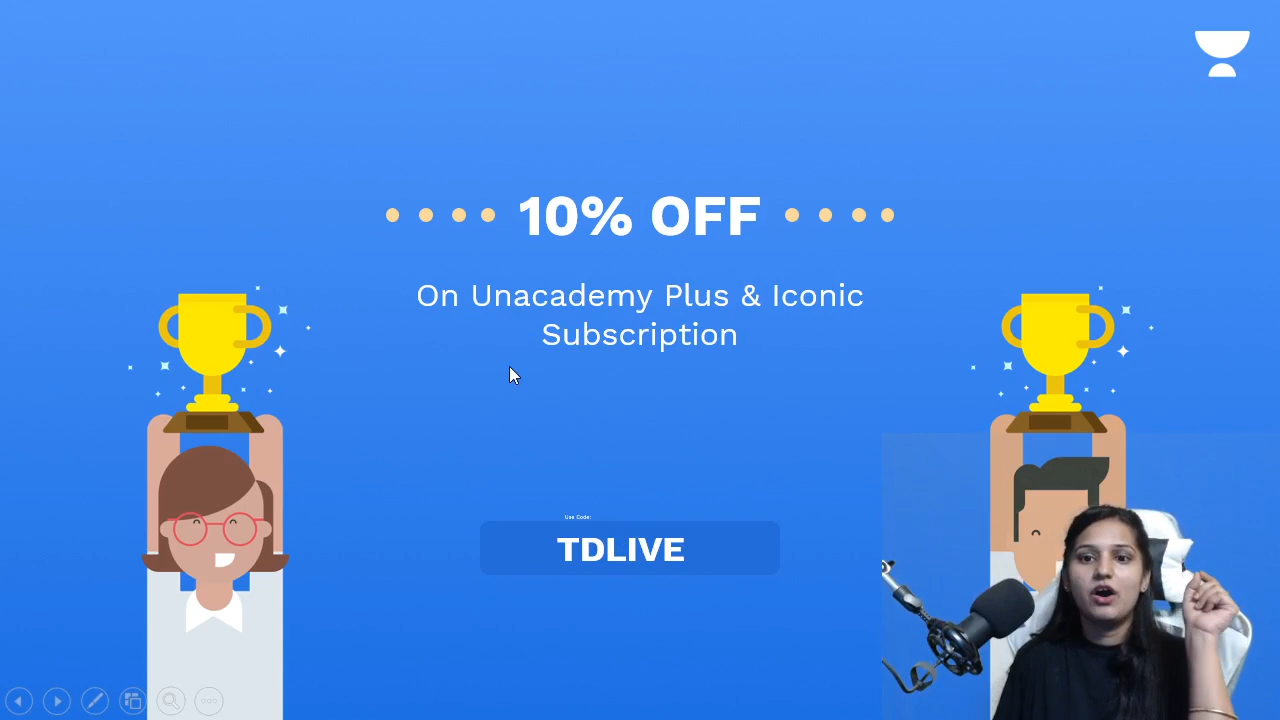 10% OFF
On Unacademy Plus & Iconic
Subscription
Use Code:
TDLIVE